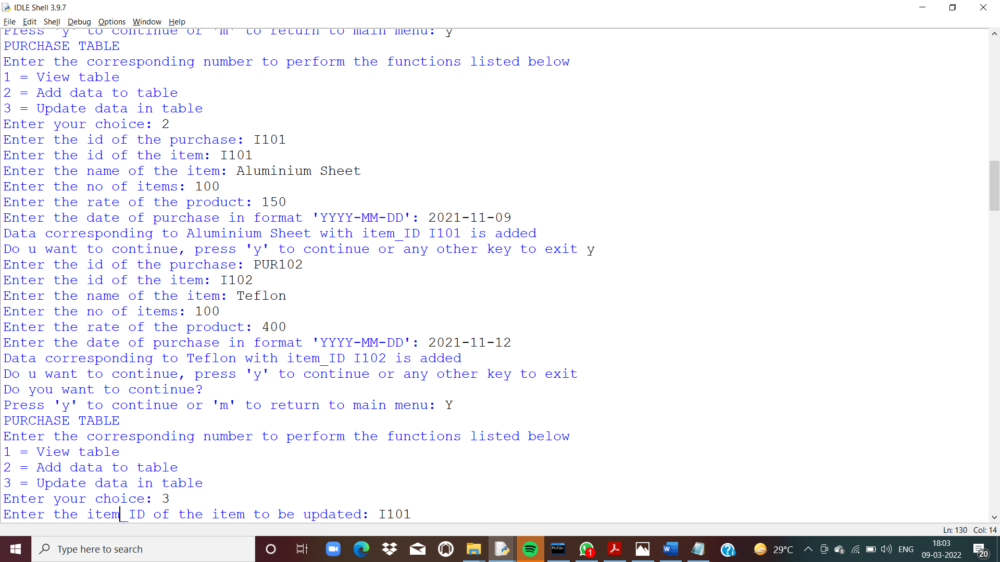 IDLE Shell 3.9.7
File Edit Shell Debug Options Window Help
Press 'y' to continue or 'm' to return to main menu: y
PURCHASE TABLE
Enter the corresponding number to perform the functions listed below
1 = View table
2 = Add data to table
3 = Update data in table
Enter your choice: 2
Enter the id of the purchase: I101
Enter the id of the item: I101
Enter the name of the item: Aluminium Sheet
Enter the no of items: 100
Enter the rate of the product: 150
Enter the date of purchase in format 'YYYY-MM-DD': 2021-11-09
Data corresponding to Aluminium Sheet with item_ID I101 is added
Do u want to continue, press 'y' to continue or any other key to exit y
Enter the id of the purchase: PUR102
Enter the id of the item: I102
Enter the name of the item: Teflon
Enter the no of items: 100
Enter the rate of the product: 400
Enter the date of purchase in format 'YYYY-MM-DD': 2021-11-12
Data corresponding to Teflon with item_ID I102 is added
Do u want to continue, press 'y' to continue or any other key to exit
Do you want to continue?
Press 'y' to continue or 'm' to return to main menu: Y
PURCHASE TABLE
Enter the corresponding number to perform the functions listed below
1 = View table
2 = Add data to table
3 = Update data in table
Enter your choice: 3
Enter the item_ID of the item to be updated: I101
Ln: 130 Col: 14
Type here to search
MySQL
1
W
29°C
ENG
18:03
09-03-2022
20